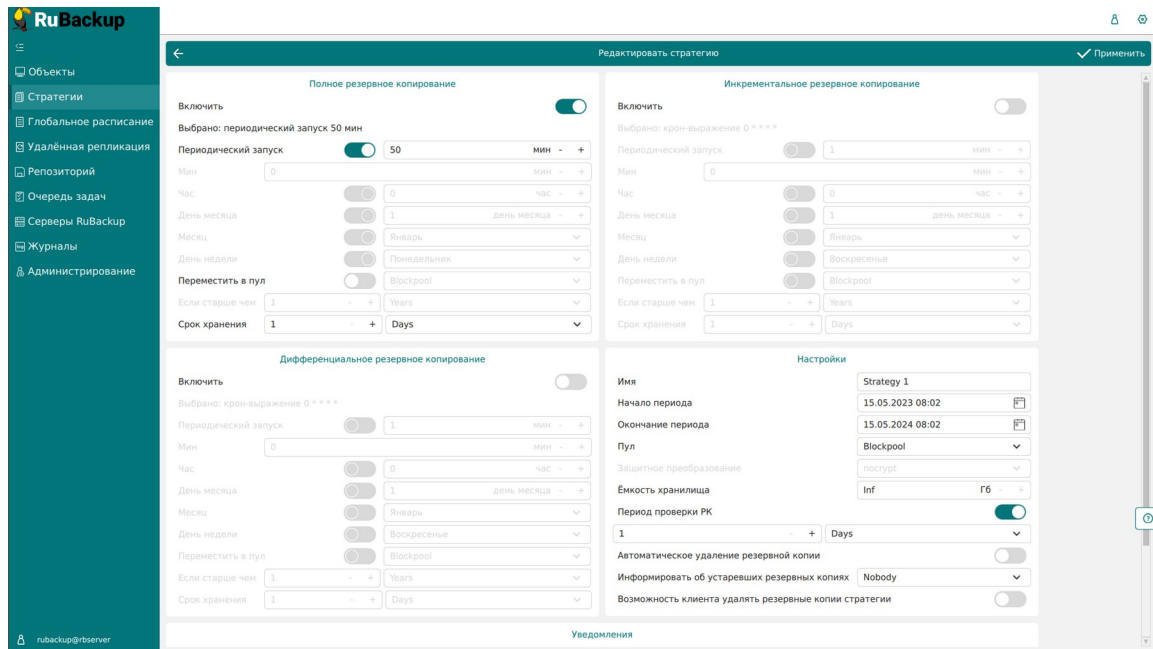 RuBackup
Объекты
Стратегии
Глобальное расписание
Удалённая репликация
Репозиторий
Очередь задач
Серверы RuBackup
Журналы
Администрирование
rubackup@rbserver
Редактировать стратегию
Применить
Полное резервное копирование
Включить
Выбрано: периодический запуск 50 мин
Периодический запуск 50 мин - +
Мин 0 мин - +
Час 0 час - +
День месяца 1 день месяца - +
Месяц Январь
День недели Понедельник
Переместить в пул Blockpool
Если старше чем 1 - + Years
Срок хранения 1 - + Days
Инкрементальное резервное копирование
Включить
Выбрано: крон-выражение 0 * * * *
Периодический запуск 1 мин - +
Мин 0 мин - +
Час 0 час - +
День месяца 1 день месяца - +
Месяц Январь
День недели Воскресенье
Переместить в пул Blockpool
Если старше чем 1 - + Years
Срок хранения 1 - + Days
Дифференциальное резервное копирование
Включить
Выбрано: крон-выражение 0 * * * *
Периодический запуск 1 мин - +
Мин 0 мин - +
Час 0 час - +
День месяца 1 день месяца - +
Месяц Январь
День недели Воскресенье
Переместить в пул Blockpool
Если старше чем 1 - + Years
Срок хранения 1 - + Days
Настройки
Имя Strategy 1
Начало периода 15.05.2023 08:02
Окончание периода 15.05.2024 08:02
Пул Blockpool
Защитное преобразование nocrypt
Ёмкость хранилища Inf Гб - +
Период проверки РК
1 - + Days
Автоматическое удаление резервной копии
Информировать об устаревших резервных копиях Nobody
Возможность клиента удалять резервные копии стратегии
Уведомления